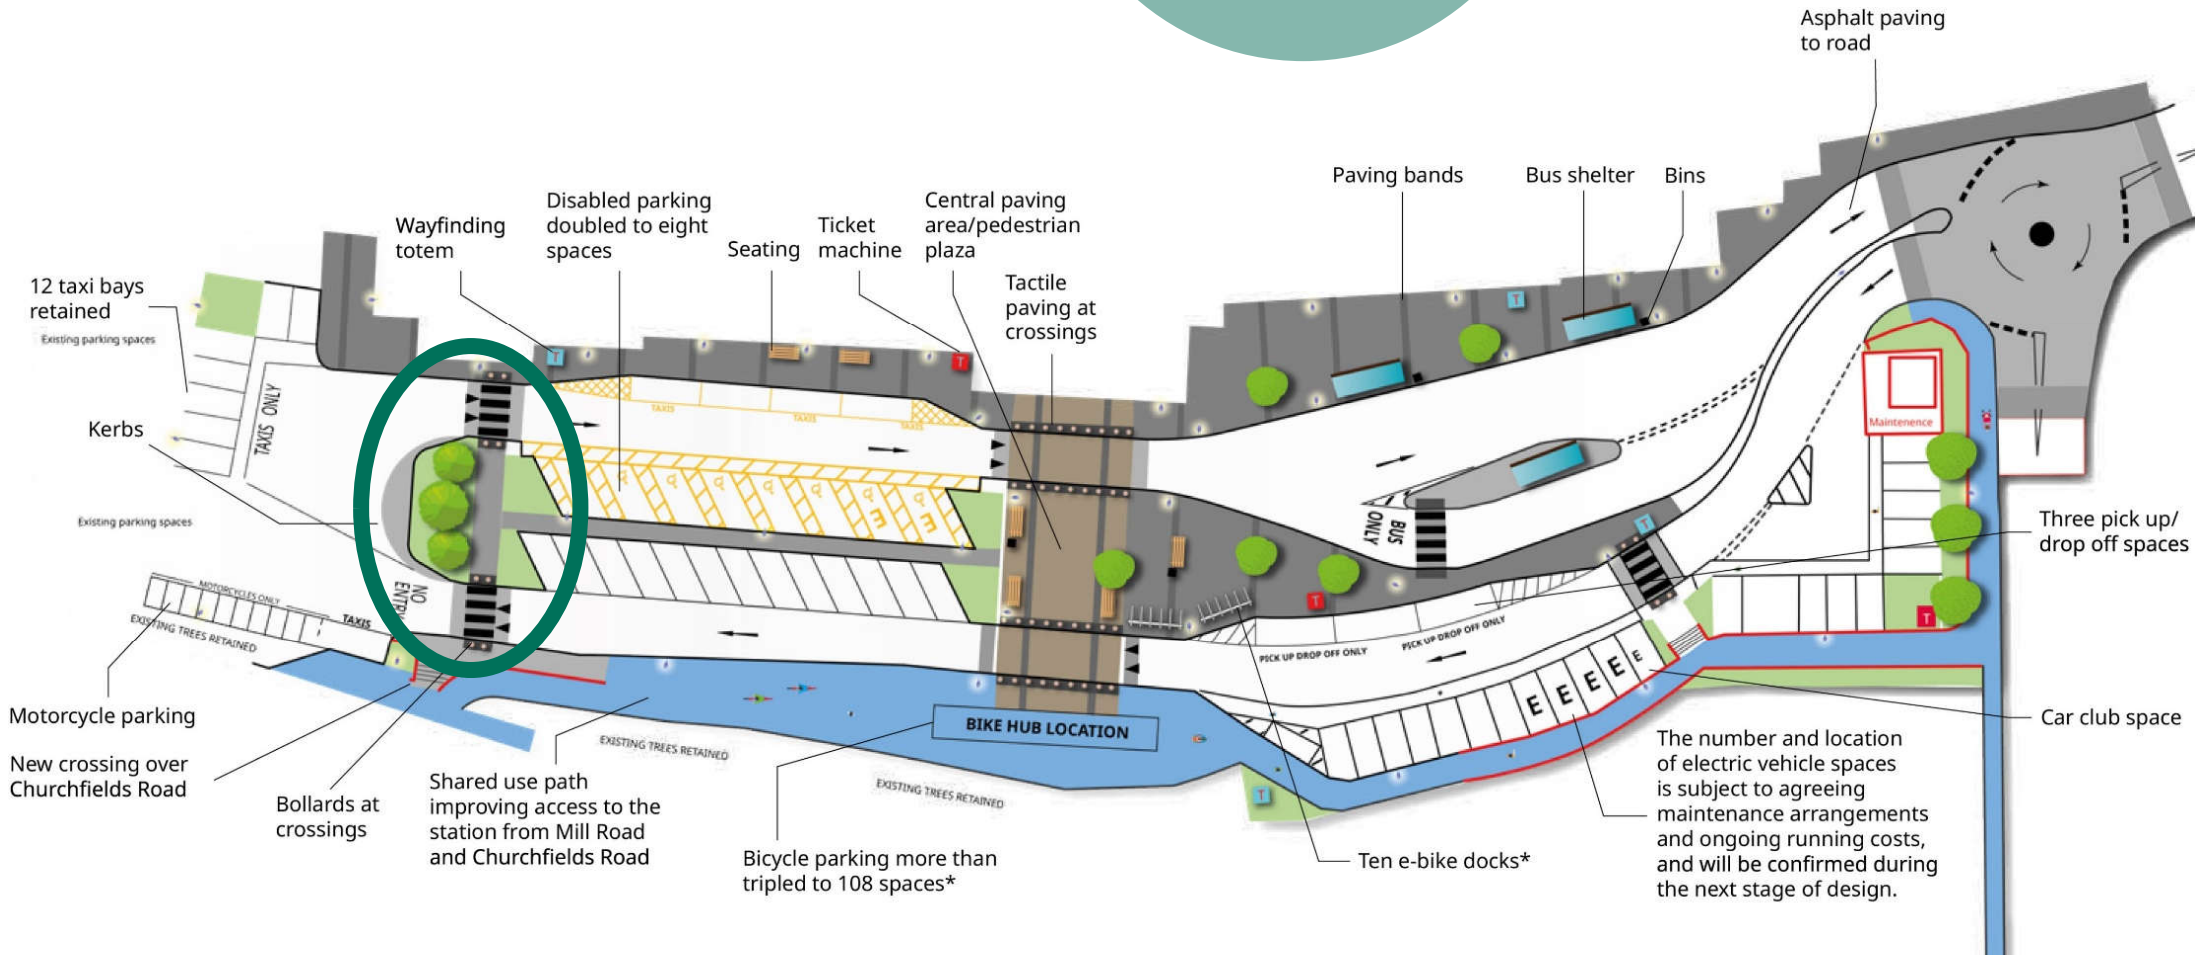 Asphalt paving
to road
Paving bands
Bus shelter
Bins
Disabled parking
doubled to eight
spaces
Central paving
area/pedestrian
plaza
Wayfinding
totem
Ticket
machine
Seating
Tactile
paving at
crossings
12 taxi bays
retained
Existing parking spaces
TAXIS ONLY
Kerbs
Existing parking spaces
T
T
T
TAXIS
TAXIS
TAXIS
E
E
BUS
ONLY
T
Maintenence
Three pick up/
drop off spaces
NO
ENTRY
MOTORCYCLES ONLY
TAXIS
EXISTING TREES RETAINED
T
T
PICK UP DROP OFF ONLY
PICK UP DROP OFF ONLY
E
E
E
E
E
Motorcycle parking
New crossing over
Churchfields Road
Bollards at
crossings
Shared use path
improving access to the
station from Mill Road
and Churchfields Road
EXISTING TREES RETAINED
BIKE HUB LOCATION
EXISTING TREES RETAINED
T
Bicycle parking more than
tripled to 108 spaces*
Ten e-bike docks*
Car club space
The number and location
of electric vehicle spaces
is subject to agreeing
maintenance arrangements
and ongoing running costs,
and will be confirmed during
the next stage of design.